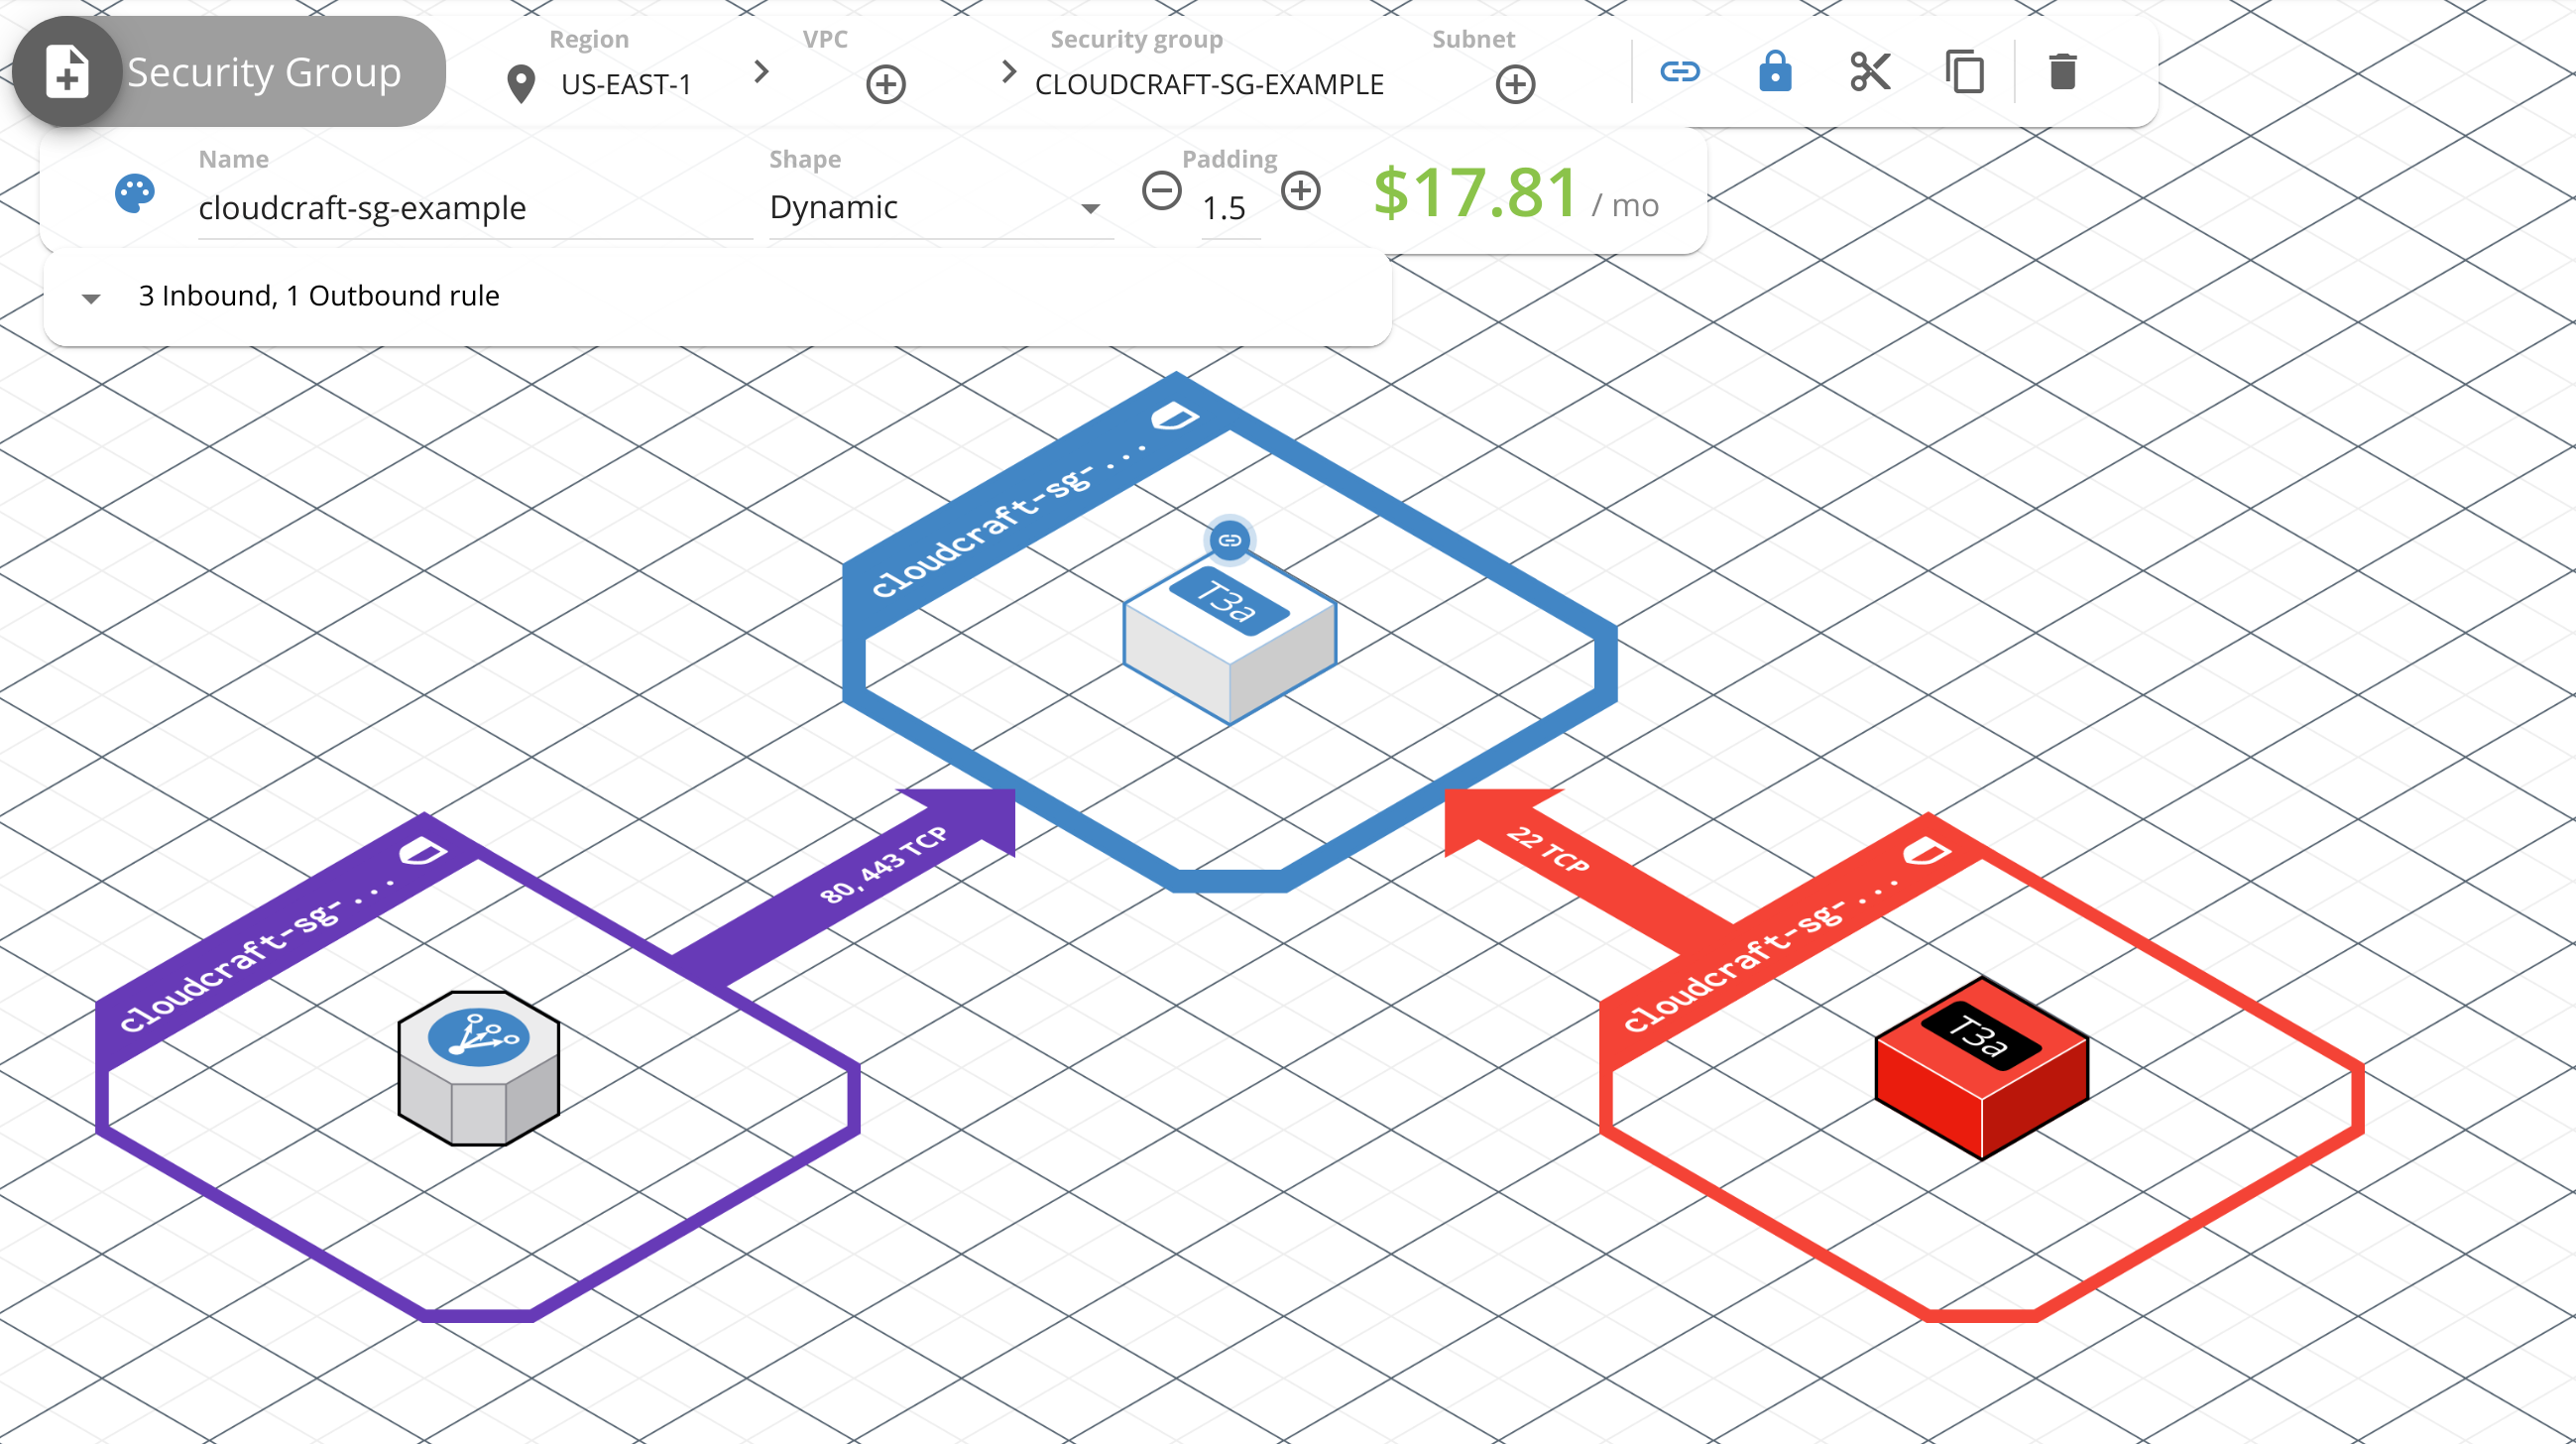 Security Group
Region
VPC
Security group
Subnet
US-EAST-1
CLOUDCRAFT-SG-EXAMPLE
Name
Shape
Padding
cloudcraft-sg-example
Dynamic
1.5
$17.81 / mo
3 Inbound, 1 Outbound rule
cloudcraft-sg-...
T3a
80, 443 TCP
22 TCP
cloudcraft-sg-...
cloudcraft-sg-...
T3a